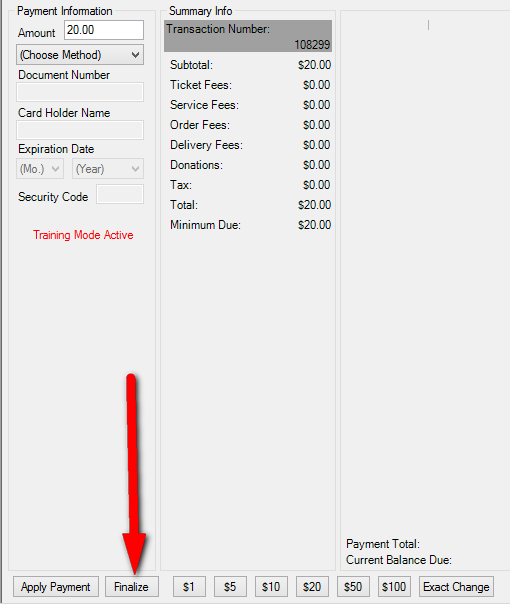 Payment Information
Amount 20.00
(Choose Method)
Document Number
Card Holder Name
Expiration Date
(Mo.) (Year)
Security Code
Training Mode Active
Summary Info
Transaction Number:
108299
Subtotal: $20.00
Ticket Fees: $0.00
Service Fees: $0.00
Order Fees: $0.00
Delivery Fees: $0.00
Donations: $0.00
Tax: $0.00
Total: $20.00
Minimum Due: $20.00
Payment Total:
Current Balance Due:
Apply Payment Finalize $1 $5 $10 $20 $50 $100 Exact Change